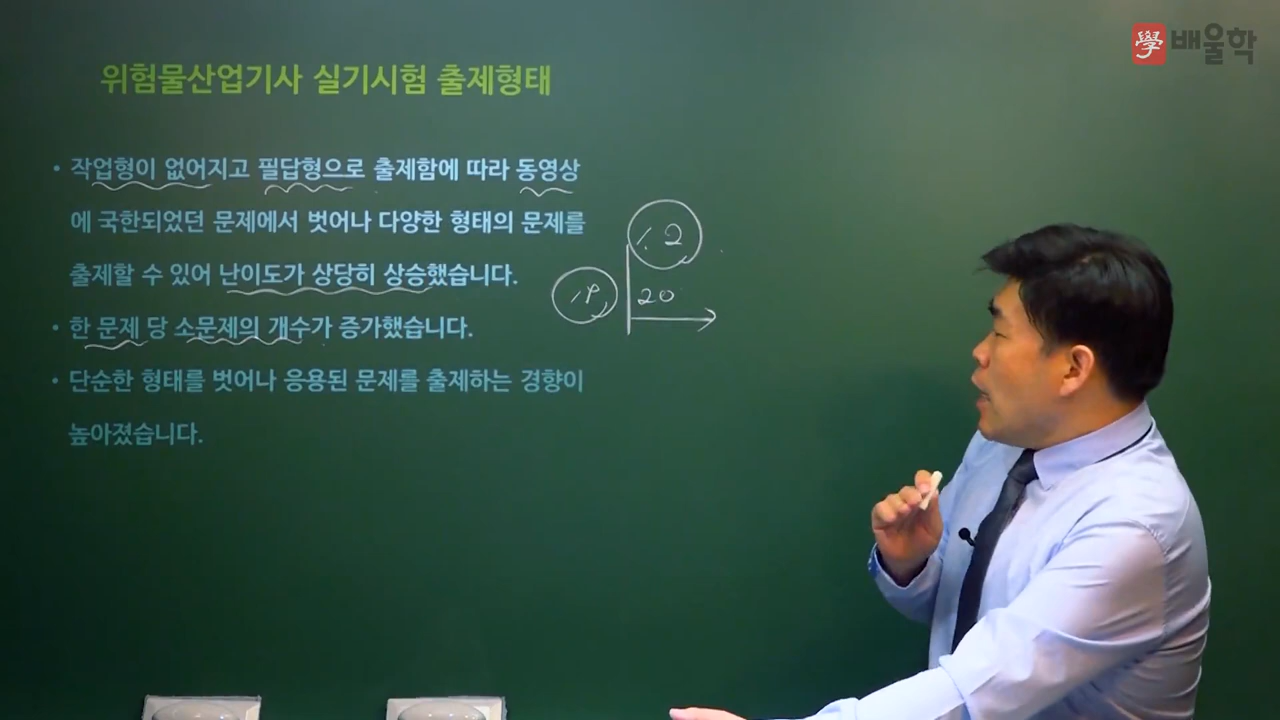 學 배울학
위험물산업기사 실기시험 출제형태
• 작업형이 없어지고 필답형으로 출제함에 따라 동영상
에 국한되었던 문제에서 벗어나 다양한 형태의 문제를
출제할 수 있어 난이도가 상당히 상승했습니다.
• 한 문제 당 소문제의 개수가 증가했습니다.
• 단순한 형태를 벗어나 응용된 문제를 출제하는 경향이
높아졌습니다.
1, 2
20